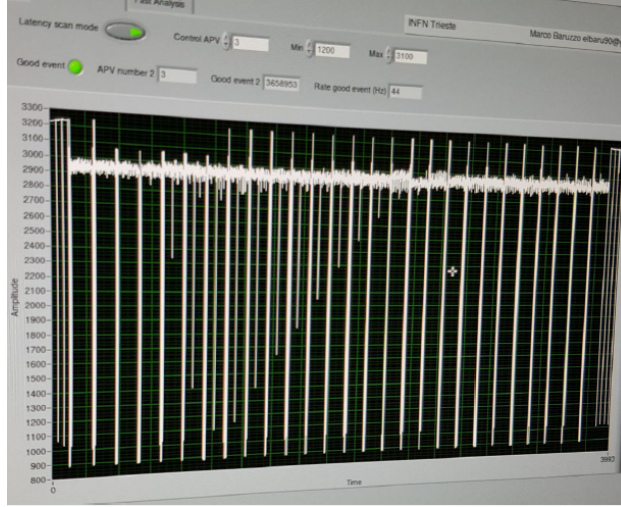 Fast Analysis
INFN Trieste
Marco Baruzzo elbaru90@
Latency scan mode
Control APV 3
Min 1200
Max 3100
Good event
APV number 2 3
Good event 2 5658953
Rate good event (Hz) 44
3300
3200
3100
3000
2900
2800
2700
2600
2500
2400
2300
2200
2100
2000
1900
1800
1700
1600
1500
1400
1300
1200
1100
1000
900
800
Amplitude
0
Time
3993